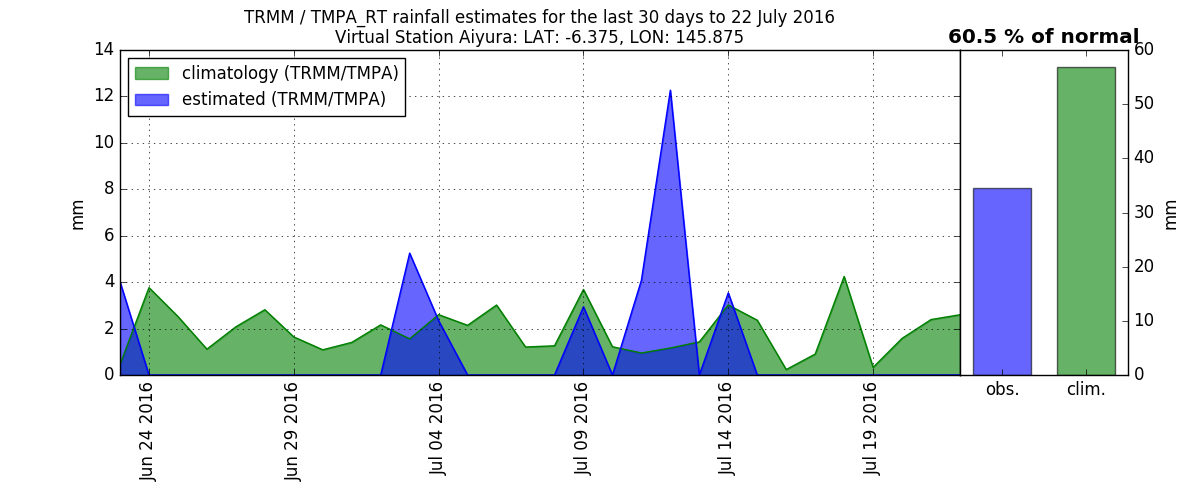 TRMM / TMPA_RT rainfall estimates for the last 30 days to 22 July 2016
Virtual Station Aiyura: LAT: -6.375, LON: 145.875
60.5 % of normal
climatology (TRMM/TMPA)
estimated (TRMM/TMPA)
14
12
10
8
6
4
2
0
mm
Jun 24 2016
Jun 29 2016
Jul 04 2016
Jul 09 2016
Jul 14 2016
Jul 19 2016
obs.
clim.
60
50
40
30
20
10
0
mm